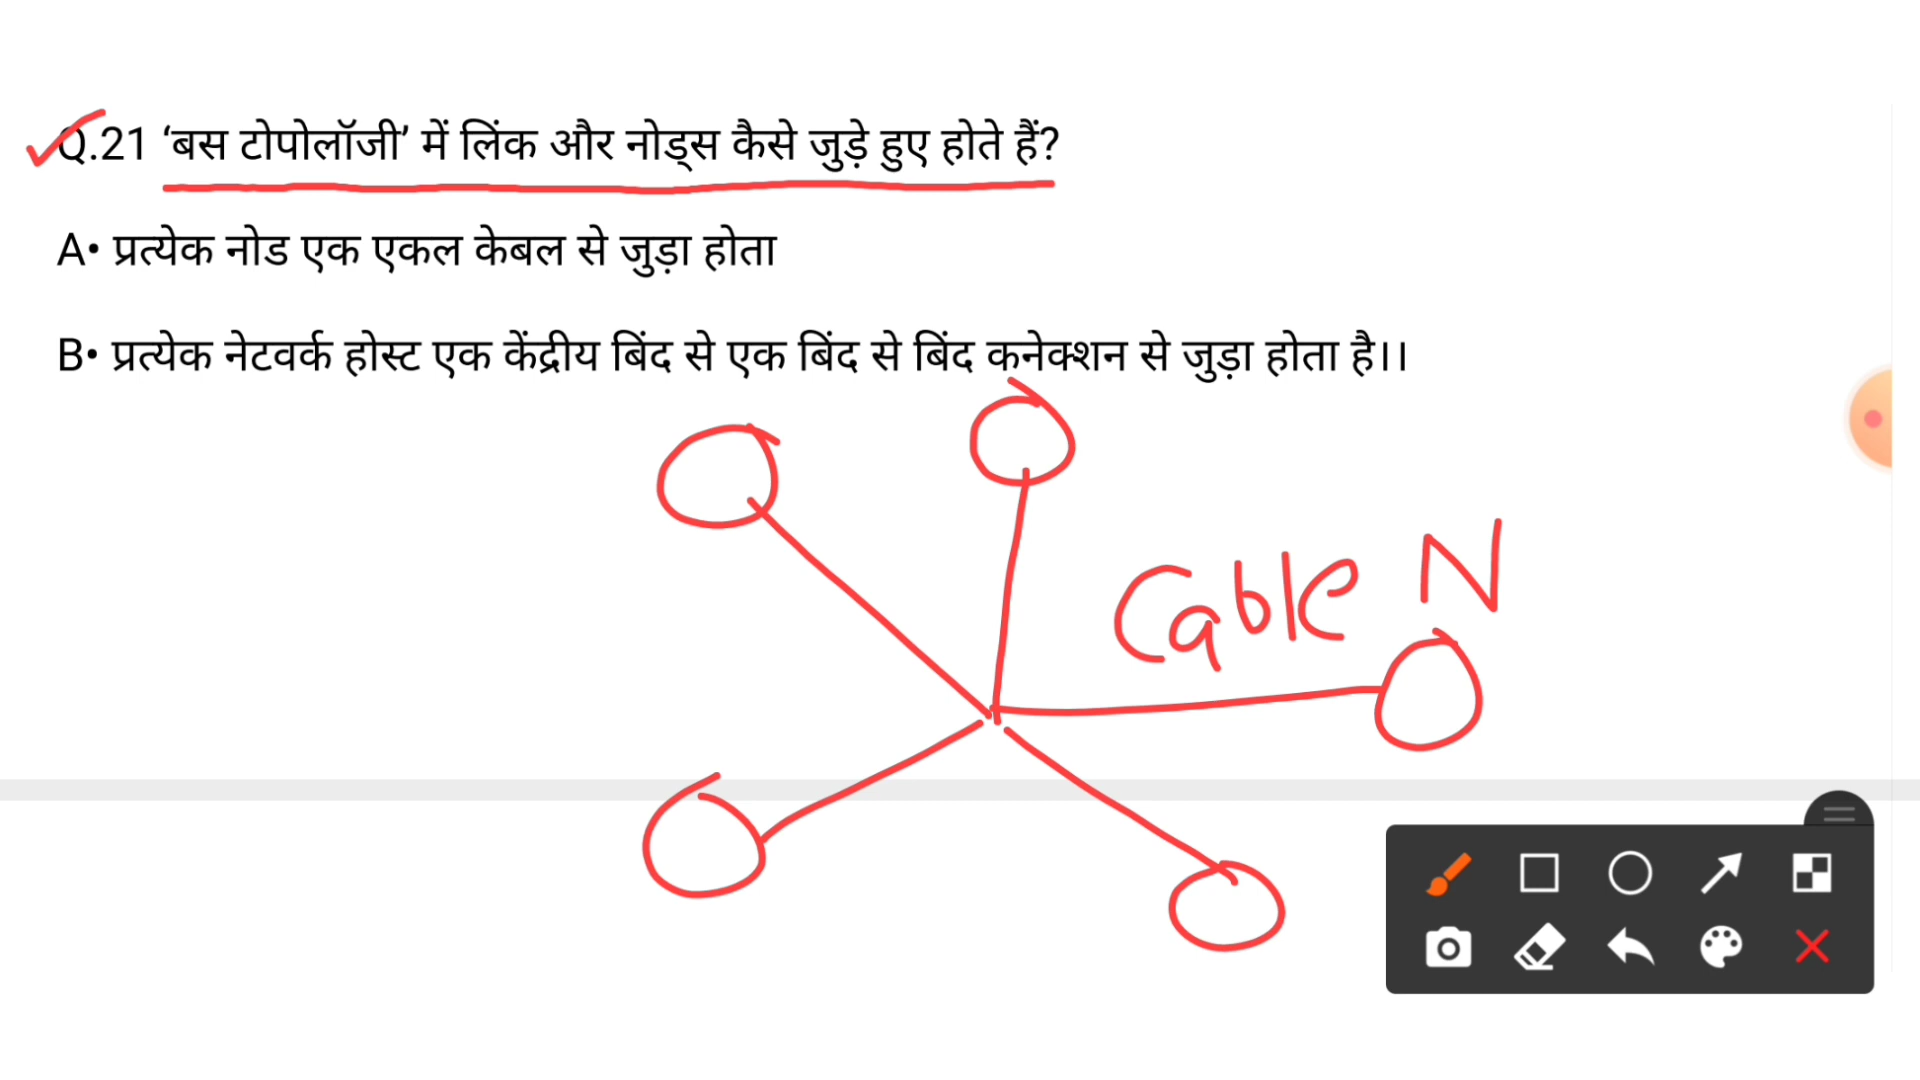 Q.21 ‘बस टोपोलॉजी’ में लिंक और नोड्स कैसे जुड़े हुए होते हैं?
A• प्रत्येक नोड एक एकल केबल से जुड़ा होता
B• प्रत्येक नेटवर्क होस्ट एक केंद्रीय बिंद से एक बिंद से बिंद कनेक्शन से जुड़ा होता है।।
Cable N